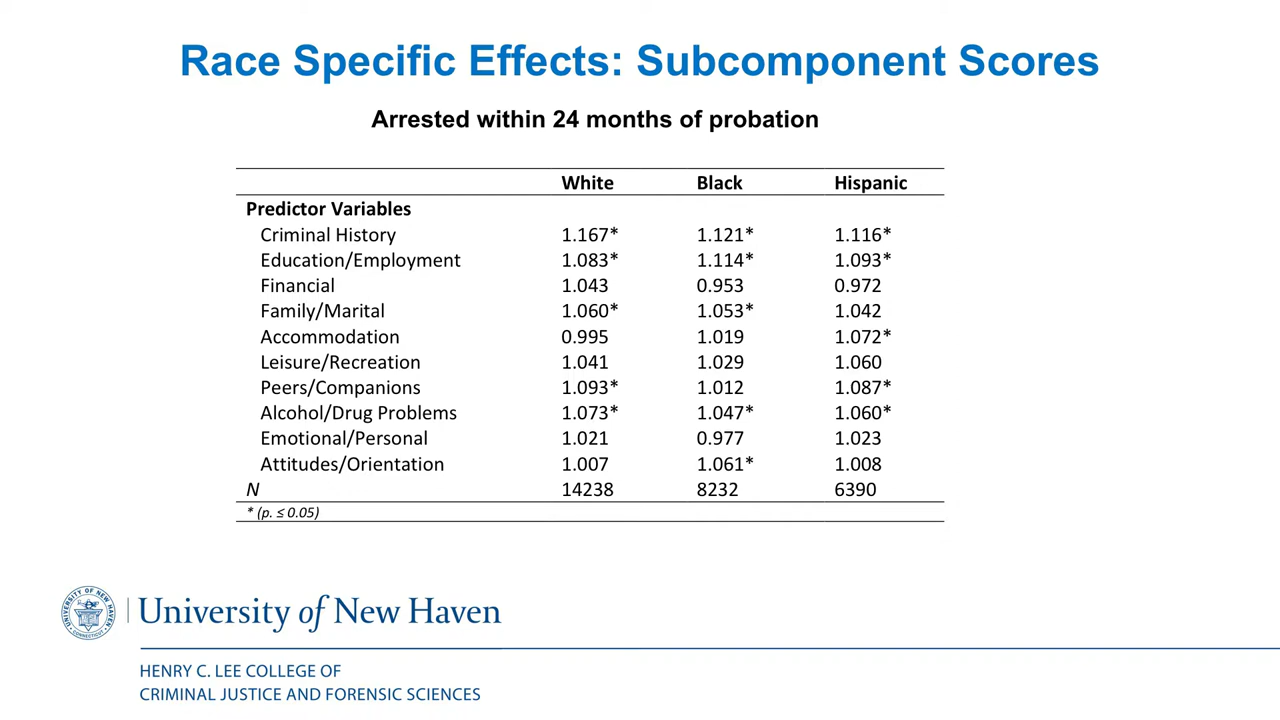 Race Specific Effects: Subcomponent Scores
Arrested within 24 months of probation
White Black Hispanic
Predictor Variables
Criminal History 1.167* 1.121* 1.116*
Education/Employment 1.083* 1.114* 1.093*
Financial 1.043 0.953 0.972
Family/Marital 1.060* 1.053* 1.042
Accommodation 0.995 1.019 1.072*
Leisure/Recreation 1.041 1.029 1.060
Peers/Companions 1.093* 1.012 1.087*
Alcohol/Drug Problems 1.073* 1.047* 1.060*
Emotional/Personal 1.021 0.977 1.023
Attitudes/Orientation 1.007 1.061* 1.008
N 14238 8232 6390
* (p. ≤ 0.05)
UNIVERSITY OF NEW HAVEN
CONNECTICUT
University of New Haven
HENRY C. LEE COLLEGE OF
CRIMINAL JUSTICE AND FORENSIC SCIENCES